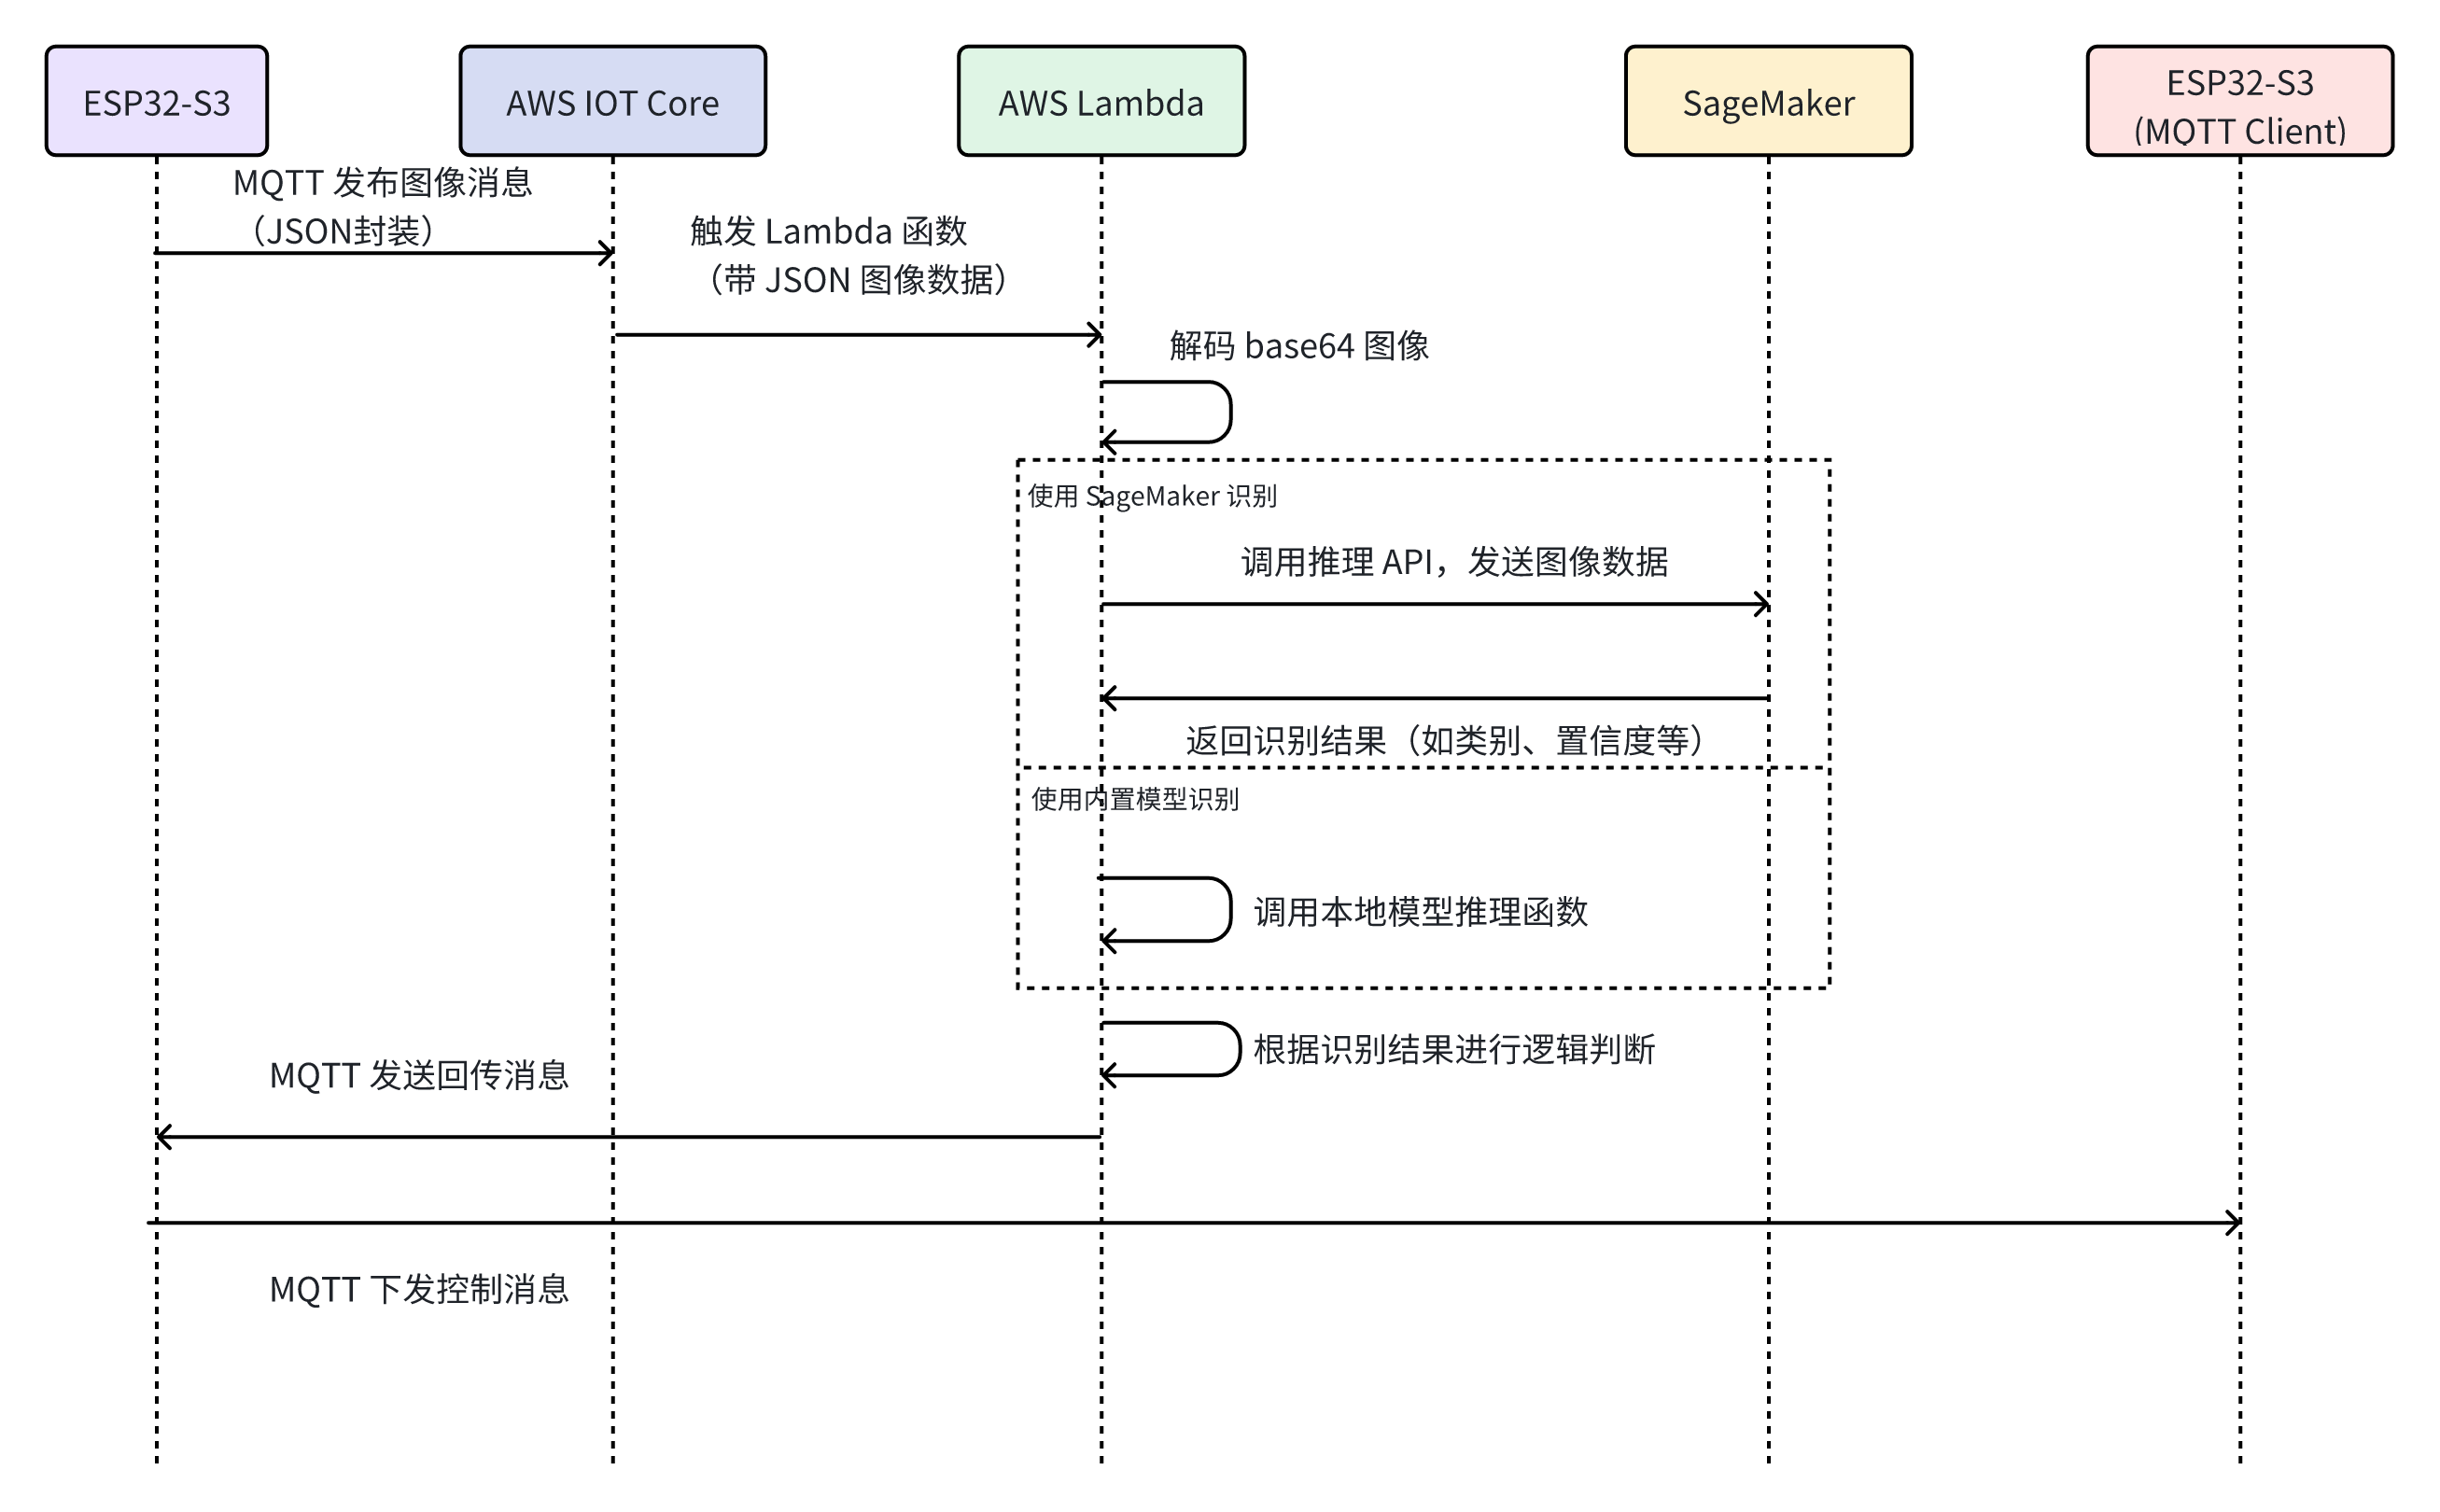 ESP32-S3
AWS IOT Core
AWS Lambda
SageMaker
ESP32-S3
(MQTT Client)
MQTT 发布图像消息
（JSON封装）
触发 Lambda 函数
（带 JSON 图像数据）
解码 base64 图像
使用 SageMaker 识别
调用推理 API，发送图像数据
返回识别结果（如类别、置信度等）
使用内置模型识别
调用本地模型推理函数
根据识别结果进行逻辑判断
MQTT 发送回传消息
MQTT 下发控制消息